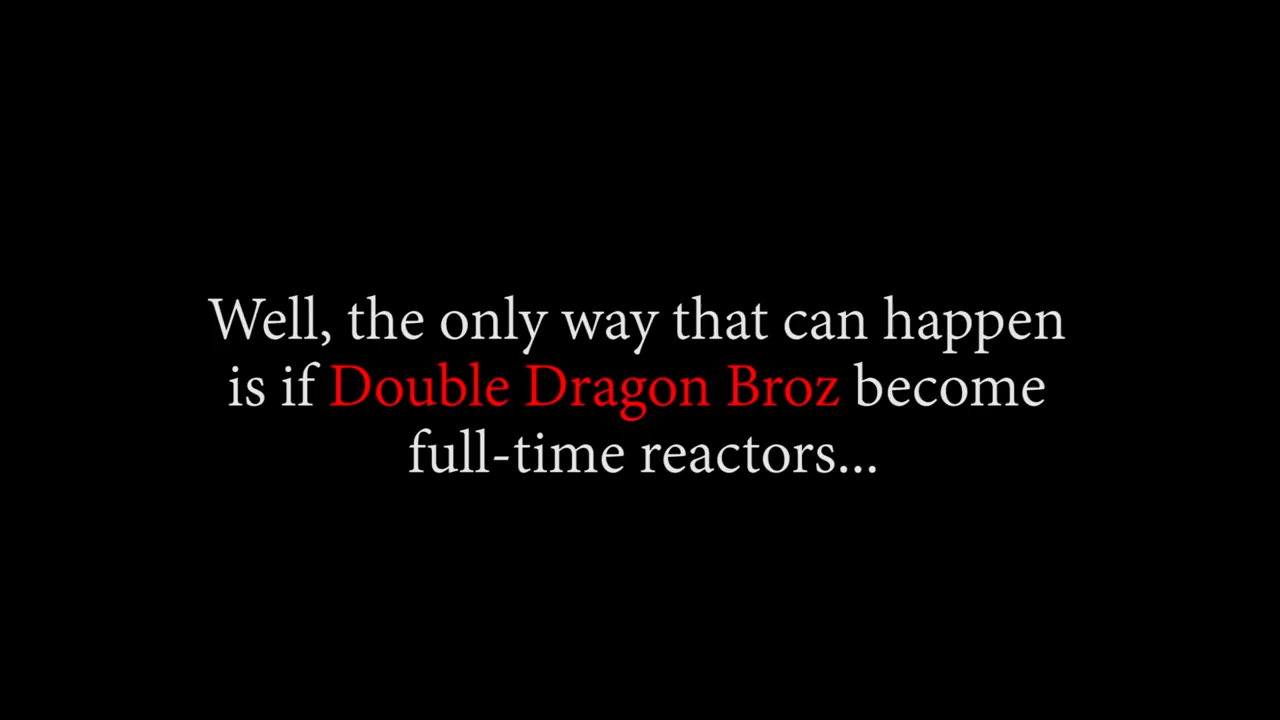 Well, the only way that can happen
is if Double Dragon Broz become
full-time reactors...